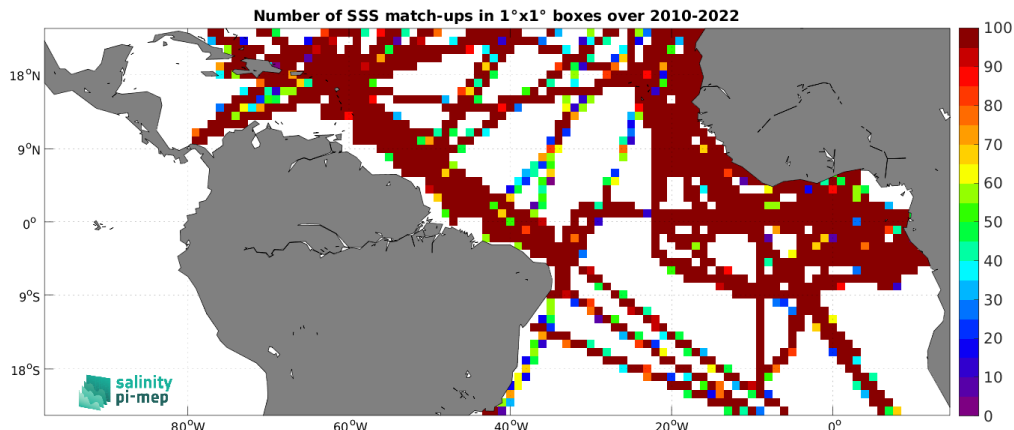 Number of SSS match-ups in 1°x1° boxes over 2010-2022
100
90
80
70
60
50
40
30
20
10
0
18°N
9°N
0°
9°S
18°S
80°W
60°W
40°W
20°W
0°
salinity
pi-mep